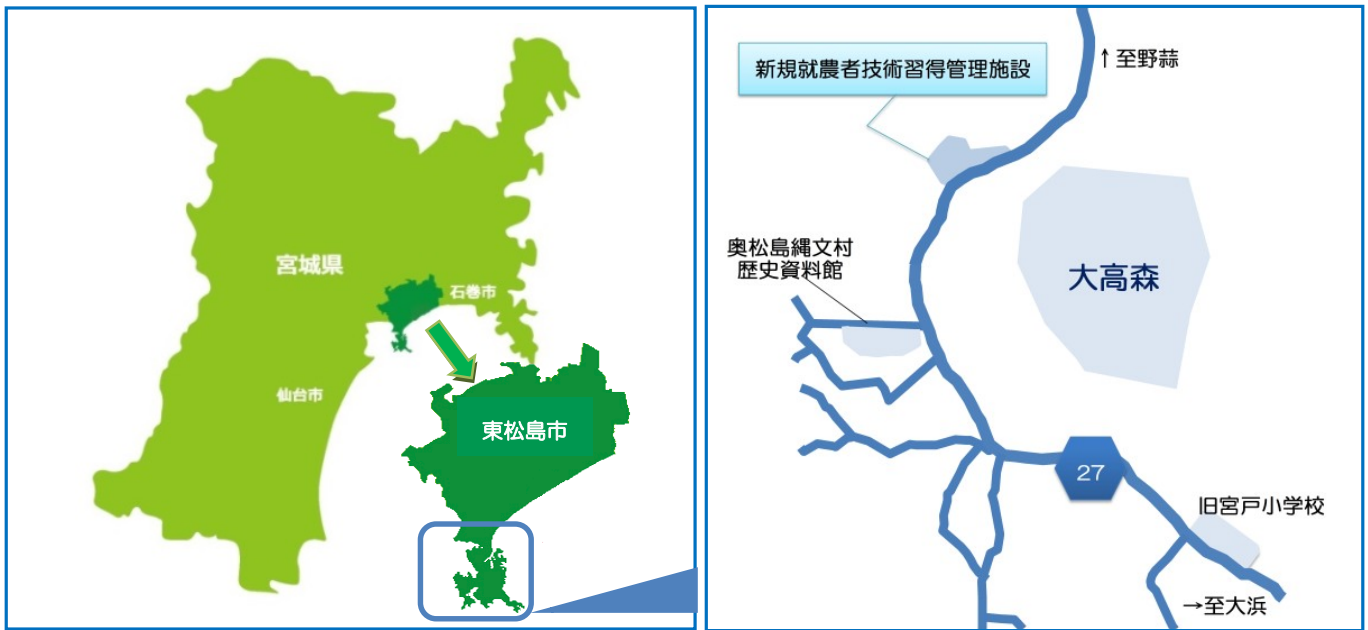 宮城県
石巻市
仙台市
東松島市
新規就農者技術習得管理施設
↑至野蒜
奥松島縄文村
歴史資料館
大高森
27
旧宮戸小学校
→至大浜